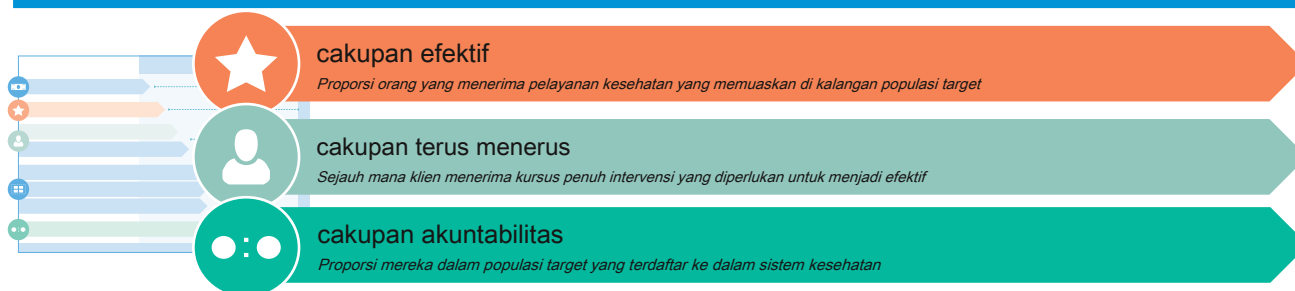 cakupan efektif
Proporsi orang yang menerima pelayanan kesehatan yang memuaskan di kalangan populasi target
cakupan terus menerus
Sejauh mana klien menerima kursus penuh intervensi yang diperlukan untuk menjadi efektif
cakupan akuntabilitas
Proporsi mereka dalam populasi target yang terdaftar ke dalam sistem kesehatan